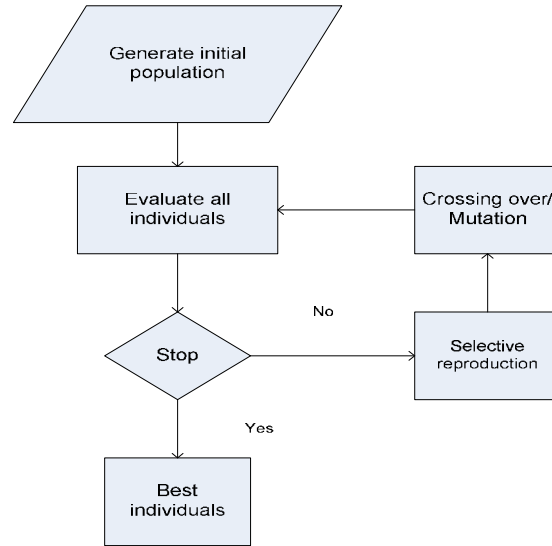 Generate initial
population
Evaluate all
individuals
Crossing over/
Mutation
No
Stop
Selective
reproduction
Yes
Best
individuals